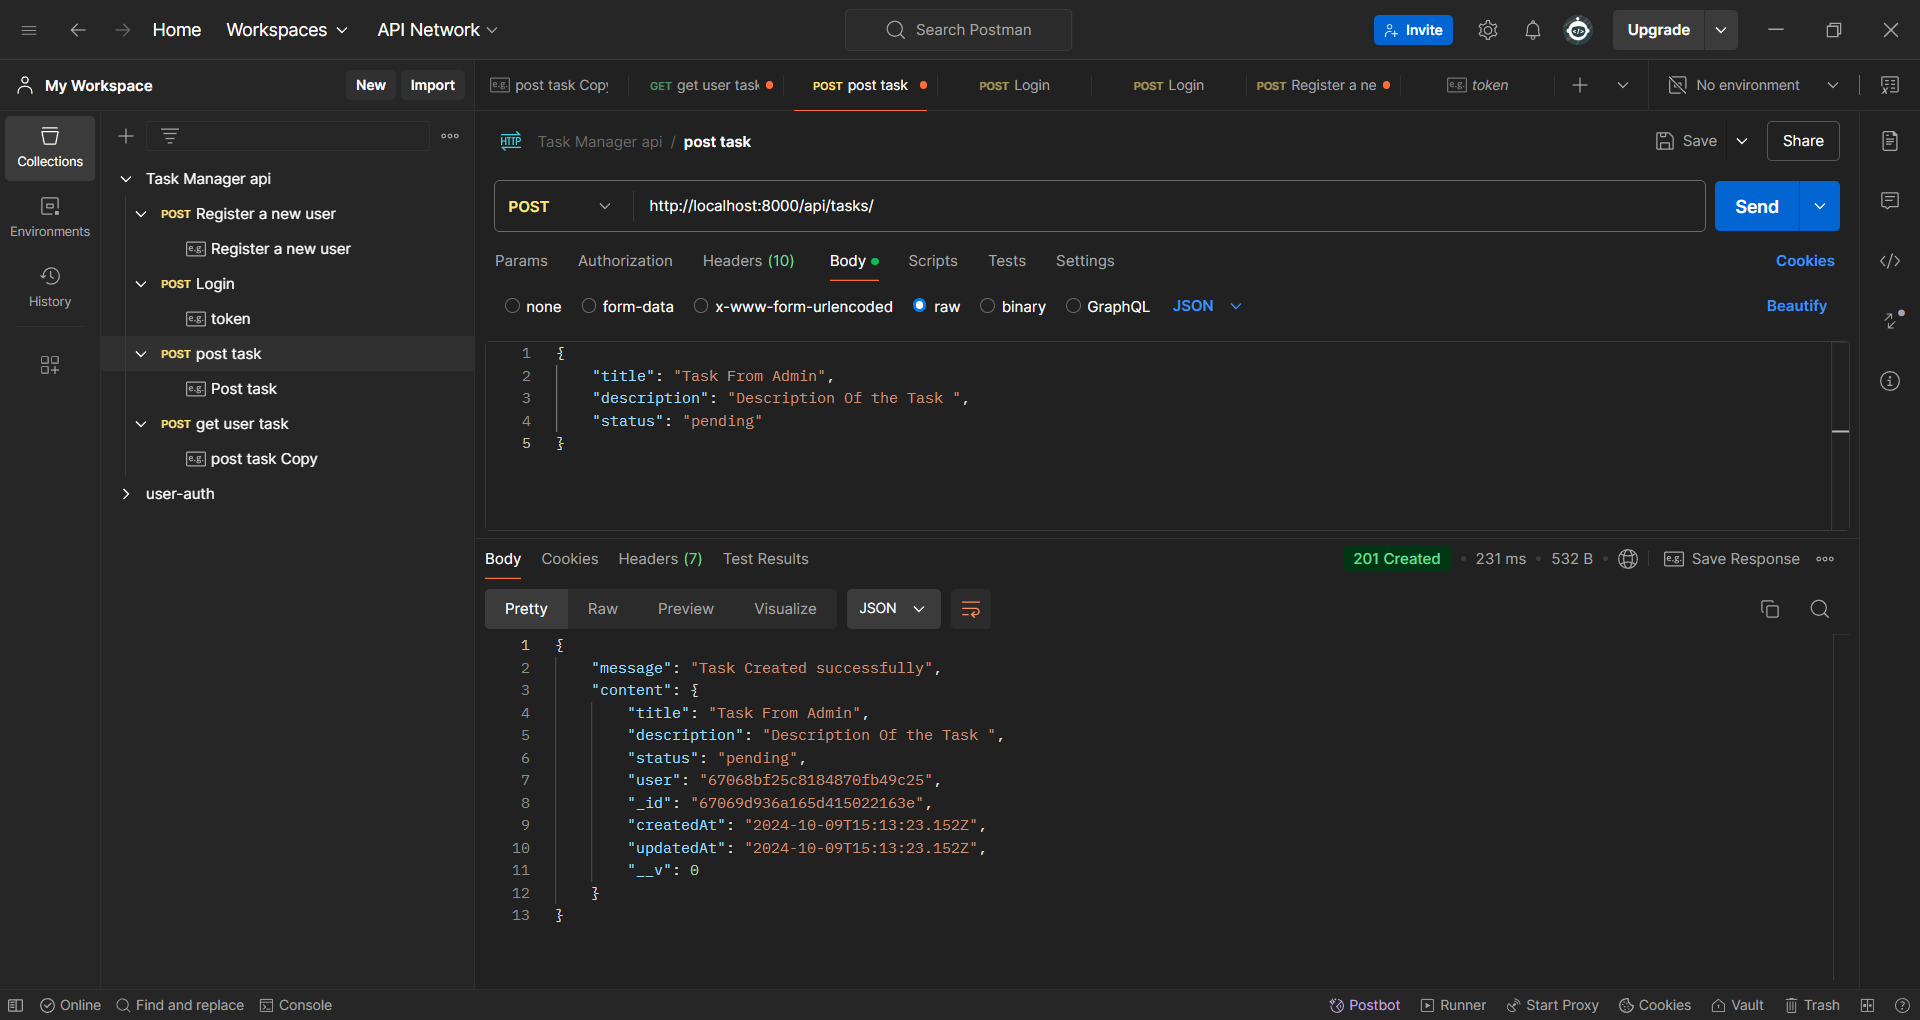 Home Workspaces API Network Search Postman Invite Upgrade
My Workspace New Import
post task Copy GET get user task POST post task POST Login POST Login POST Register a ne e.g. token No environment
Collections
Environments
History
Task Manager api
POST Register a new user
e.g. Register a new user
POST Login
e.g. token
POST post task
e.g. Post task
POST get user task
e.g. post task Copy
user-auth
HTTP Task Manager api / post task Save Share
POST http://localhost:8000/api/tasks/ Send
Params Authorization Headers (10) Body Scripts Tests Settings Cookies
none form-data x-www-form-urlencoded raw binary GraphQL JSON Beautify
1 {
2 "title": "Task From Admin",
3 "description": "Description Of the Task ",
4 "status": "pending"
5 }
Body Cookies Headers (7) Test Results 201 Created 231 ms 532 B e.g. Save Response
Pretty Raw Preview Visualize JSON
1 {
2 "message": "Task Created successfully",
3 "content": {
4 "title": "Task From Admin",
5 "description": "Description Of the Task ",
6 "status": "pending",
7 "user": "67068bf25c8184870fb49c25",
8 "_id": "67069d936a165d415022163e",
9 "createdAt": "2024-10-09T15:13:23.152Z",
10 "updatedAt": "2024-10-09T15:13:23.152Z",
11 "__v": 0
12 }
13 }
Online Find and replace Console Postbot Runner Start Proxy Cookies Vault Trash